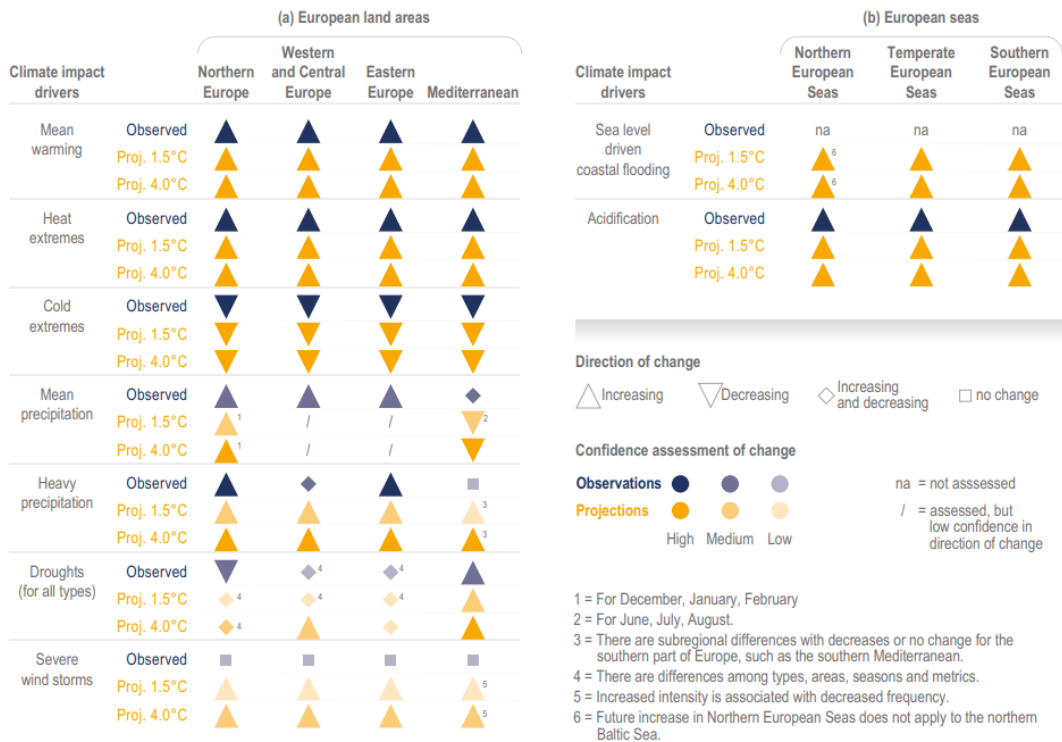 (a) European land areas
Climate impact drivers
Northern Europe
Western and Central Europe
Eastern Europe
Mediterranean
Mean warming
Observed
Proj. 1.5°C
Proj. 4.0°C
Heat extremes
Observed
Proj. 1.5°C
Proj. 4.0°C
Cold extremes
Observed
Proj. 1.5°C
Proj. 4.0°C
Mean precipitation
Observed
Proj. 1.5°C 1 / / 2
Proj. 4.0°C 1 / /
Heavy precipitation
Observed
Proj. 1.5°C 3
Proj. 4.0°C 3
Droughts (for all types)
Observed 4 4
Proj. 1.5°C 4 4 4
Proj. 4.0°C 4
Severe wind storms
Observed
Proj. 1.5°C 5
Proj. 4.0°C 5
(b) European seas
Climate impact drivers
Northern European Seas
Temperate European Seas
Southern European Seas
Sea level driven coastal flooding
Observed na na na
Proj. 1.5°C 6
Proj. 4.0°C 6
Acidification
Observed
Proj. 1.5°C
Proj. 4.0°C
Direction of change
Increasing
Decreasing
Increasing and decreasing
no change
Confidence assessment of change
Observations
Projections
High Medium Low
na = not asssessed
/ = assessed, but
low confidence in
direction of change
1 = For December, January, February
2 = For June, July, August.
3 = There are subregional differences with decreases or no change for the
southern part of Europe, such as the southern Mediterranean.
4 = There are differences among types, areas, seasons and metrics.
5 = Increased intensity is associated with decreased frequency.
6 = Future increase in Northern European Seas does not apply to the northern
Baltic Sea.